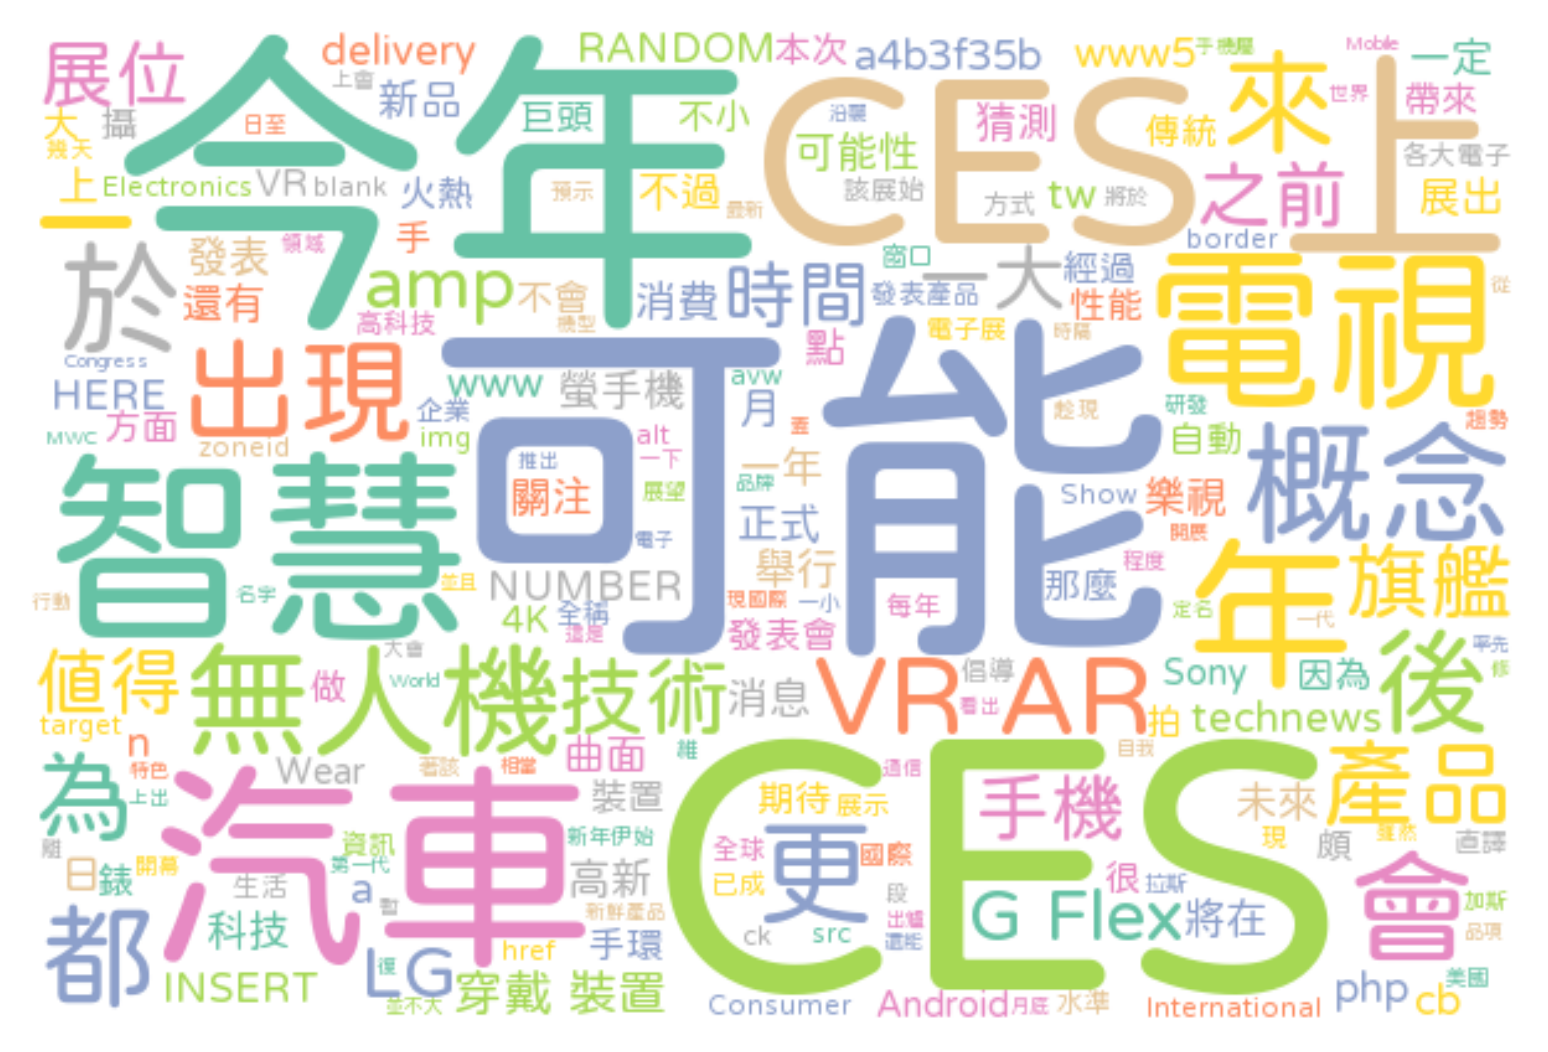 展位
delivery
RANDOM
本次
a4b3f35b
www5
手機屬
Mobile
一定
今年
上會
新品
巨頭
不小
CES上
沿襲
猜測
傳統
來
世界
帶來
大
攝
日至
幾天
可能性
各大電子
上
Electronics
VR
blank
火熱
預示
不過
最新
該展始
方式
tw
將於
之前
展出
一
於
發表
領域
手
border
還有
amp
不會
消費
時間
窗口
一大
經過
電視
高科技
機型
發表產品
性能
從
Congress
出現
可能
點
電子展
時隔
HERE
www
螢手機
avw
月
企業
趁現
研發
趨勢
MWC
方面
zoneid
img
alt
一下
自動
概念
智慧
推出
關注
展望
一年
品牌
Show
樂視
正式
開展
電子
舉行
程度
並且
NUMBER
那麼
年
旗艦
行動
名字
4K
全稱
這是
現國際
一小
每年
定名
一代
發表會
大會
率先
值得
無人機
做
World
技術
消息
VR
倡導
看出
AR
Sony
因為
後
修
target
n
拍
technews
為
特色
上出
Wear
著該
相當
曲面
維
自我
通信
汽車
裝置
CES
期待
展示
手機
未來
產品
資訊
新年伊始
全球
更
國際
現
頗
雖然
直譯
離
日
錶
開幕
生活
第一代
a
暫
高新
已成
段
很
拉斯
會
加斯
都
科技
新鮮產品
出爐
還能
G Flex
將在
品項
href
手環
ck
src
INSERT
復
LG
並不大
穿戴 裝置
Consumer
Android
月底
水準
International
php
cb
美國